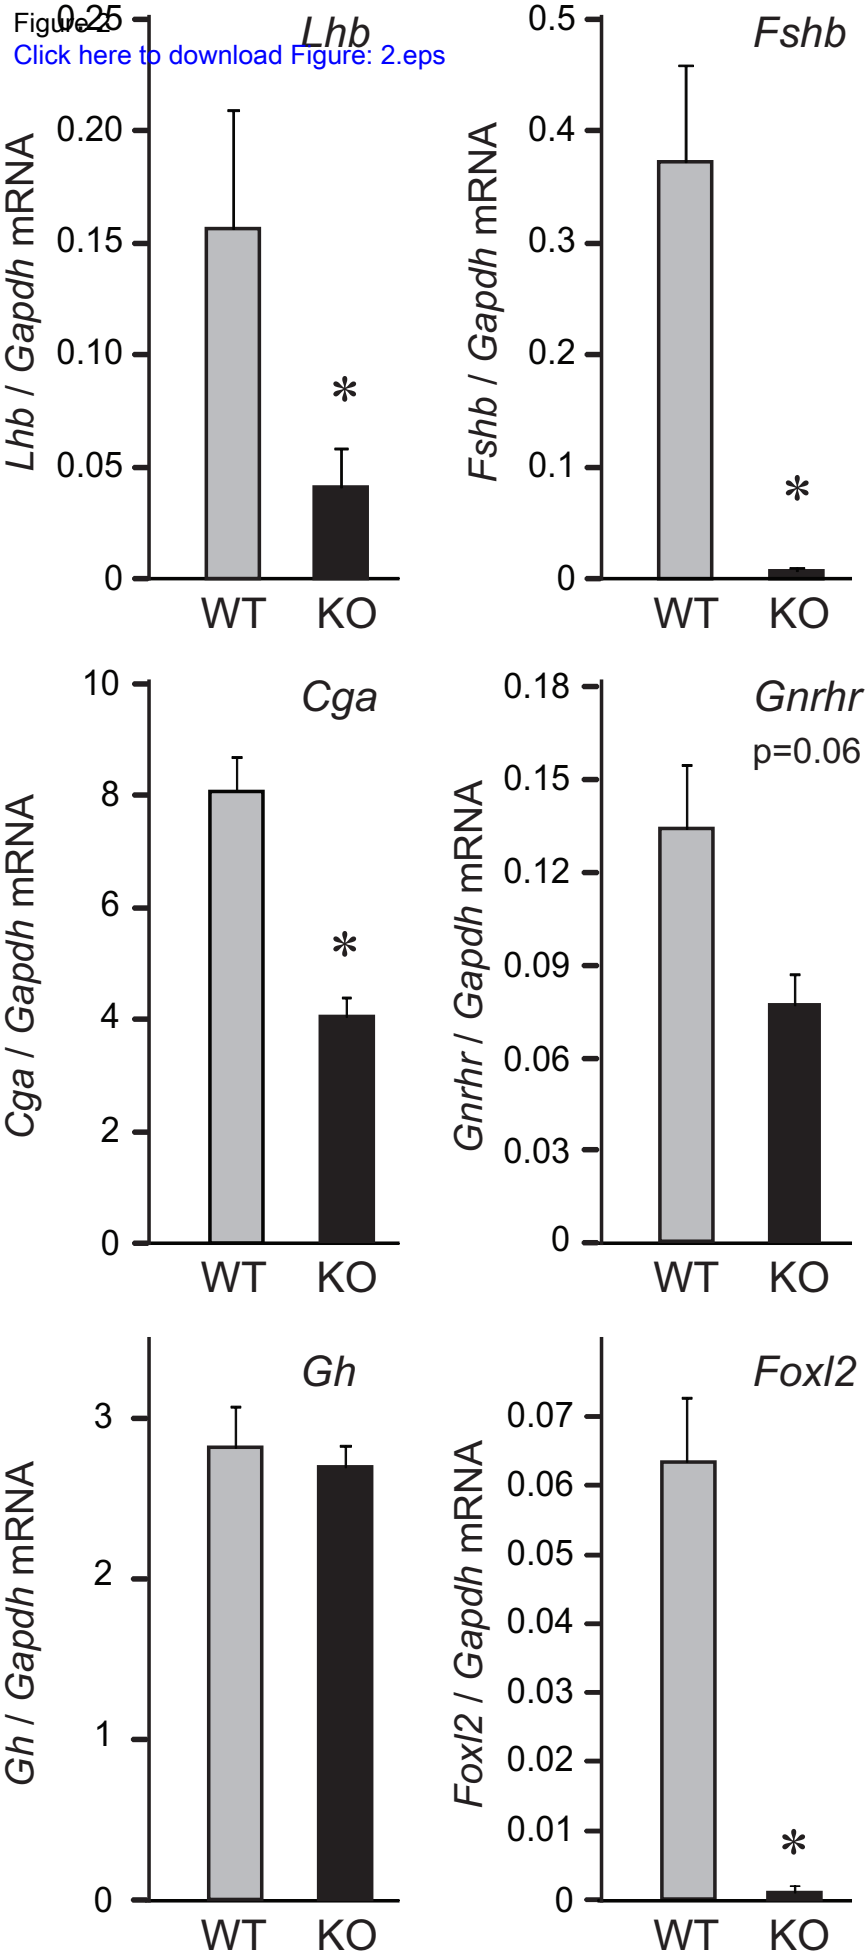 Figure 2
Click here to download Figure: 2.eps
Lhb
Lhb / Gapdh mRNA
0.25
0.20
0.15
0.10
0.05
0
*
WT KO
Fshb
Fshb / Gapdh mRNA
0.5
0.4
0.3
0.2
0.1
0
*
WT KO
Cga
Cga / Gapdh mRNA
10
8
6
4
2
0
*
WT KO
Gnrhr
p=0.06
Gnrhr / Gapdh mRNA
0.18
0.15
0.12
0.09
0.06
0.03
0
WT KO
Gh
Gh / Gapdh mRNA
3
2
1
0
WT KO
Foxl2
Foxl2 / Gapdh mRNA
0.07
0.06
0.05
0.04
0.03
0.02
0.01
0
*
WT KO